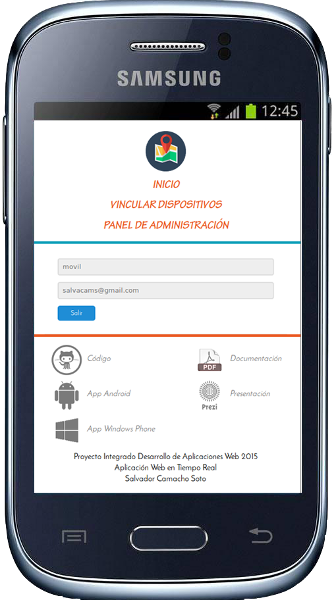 SAMSUNG
12:45
INICIO
VINCULAR DISPOSITIVOS
PANEL DE ADMINISTRACIÓN
movil
salvacams@gmail.com
Salir
Código
PDF
Documentación
App Android
Prezi
Presentación
App Windows Phone
Proyecto Integrado Desarrollo de Aplicaciones Web 2015
Aplicación Web en Tiempo Real
Salvador Camacho Soto